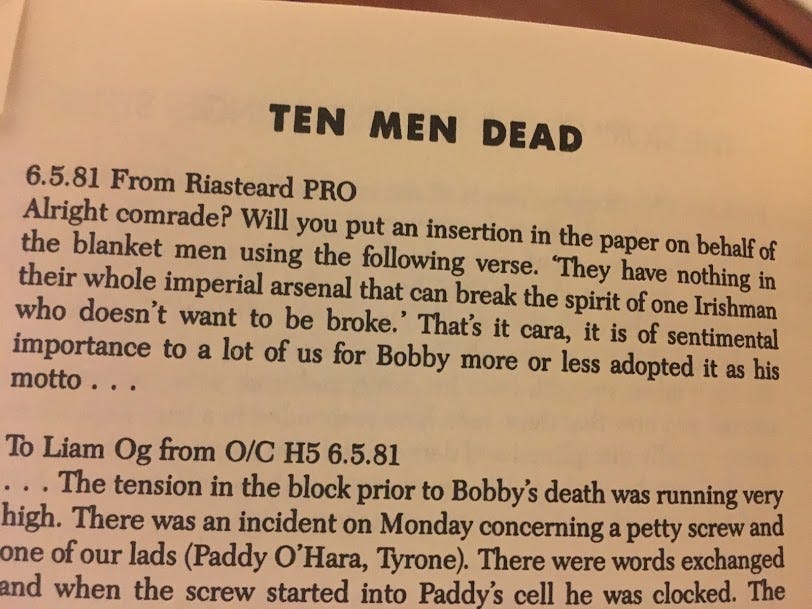 TEN MEN DEAD
6.5.81 From Riasteard PRO
Alright comrade? Will you put an insertion in the paper on behalf of
the blanket men using the following verse. ‘They have nothing in
their whole imperial arsenal that can break the spirit of one Irishman
who doesn’t want to be broke.’ That’s it cara, it is of sentimental
importance to a lot of us for Bobby more or less adopted it as his
motto . . .
To Liam Og from O/C H5 6.5.81
. . . The tension in the block prior to Bobby’s death was running very
high. There was an incident on Monday concerning a petty screw and
one of our lads (Paddy O’Hara, Tyrone). There were words exchanged
and when the screw started into Paddy’s cell he was clocked. The